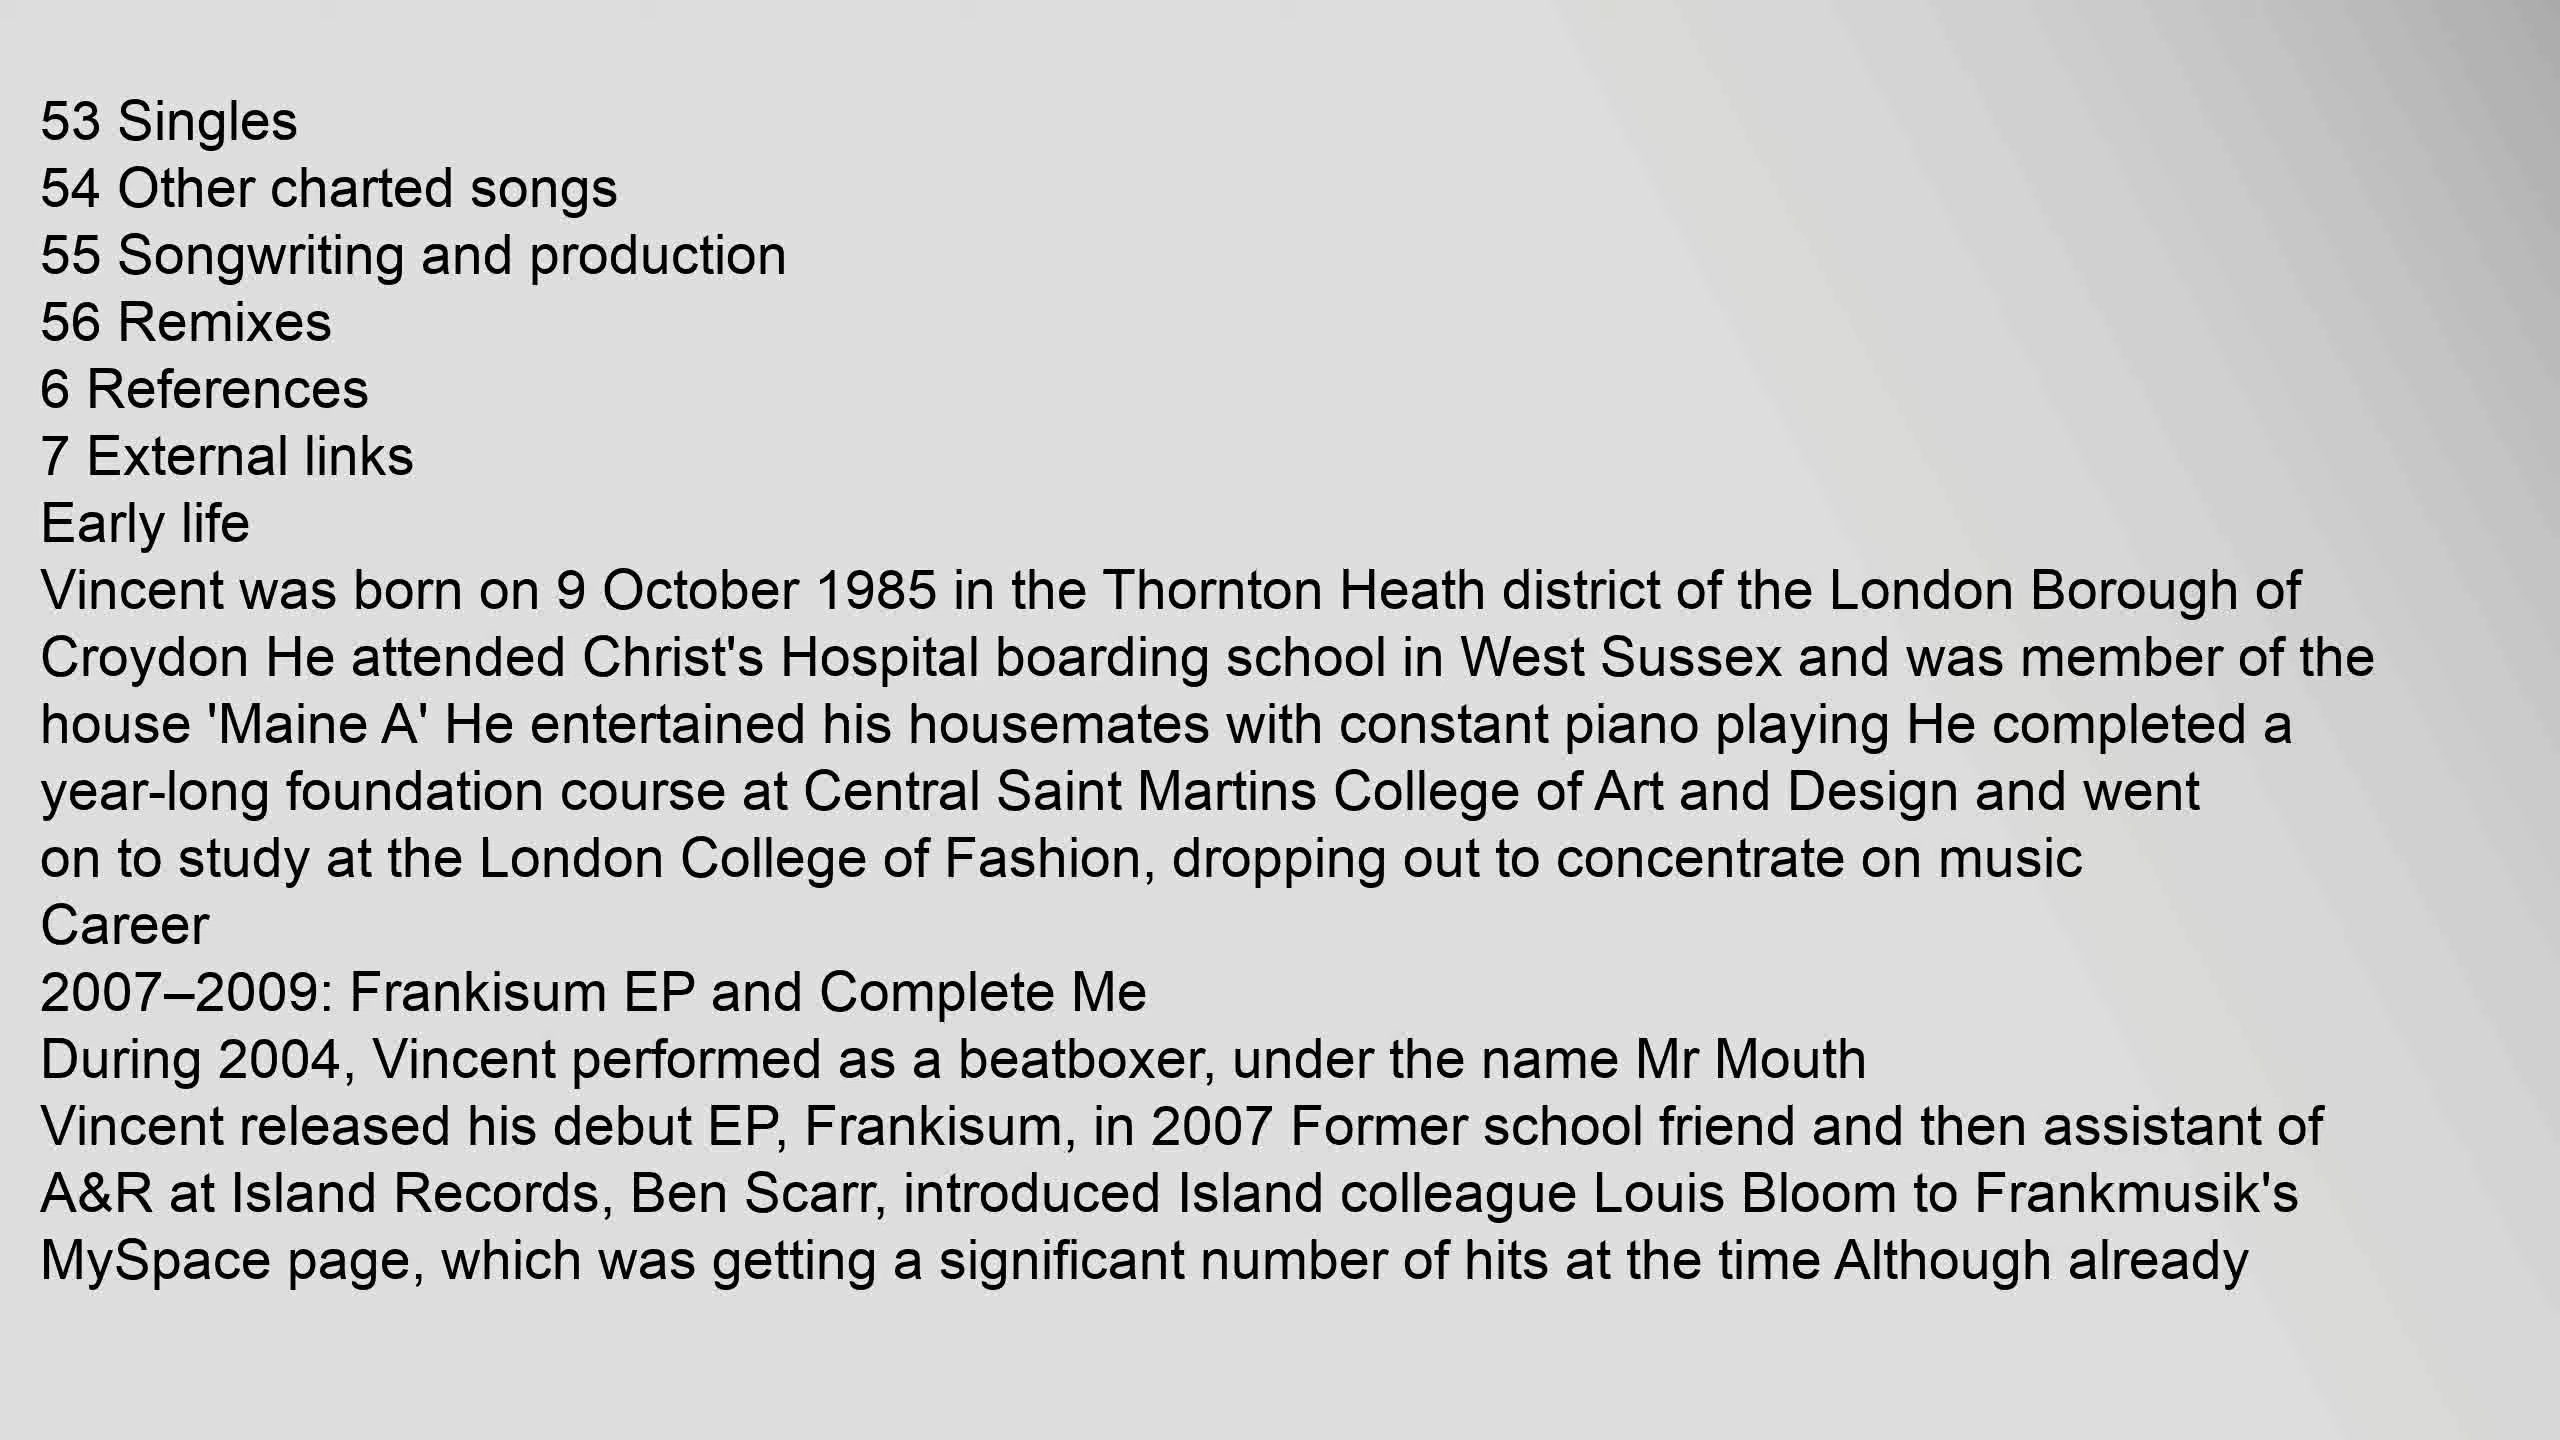 53 Singles
54 Other charted songs
55 Songwriting and production
56 Remixes
6 References
7 External links
Early life
Vincent was born on 9 October 1985 in the Thornton Heath district of the London Borough of
Croydon He attended Christ's Hospital boarding school in West Sussex and was member of the
house 'Maine A' He entertained his housemates with constant piano playing He completed a
year-long foundation course at Central Saint Martins College of Art and Design and went
on to study at the London College of Fashion, dropping out to concentrate on music
Career
2007–2009: Frankisum EP and Complete Me
During 2004, Vincent performed as a beatboxer, under the name Mr Mouth
Vincent released his debut EP, Frankisum, in 2007 Former school friend and then assistant of
A&R at Island Records, Ben Scarr, introduced Island colleague Louis Bloom to Frankmusik's
MySpace page, which was getting a significant number of hits at the time Although already